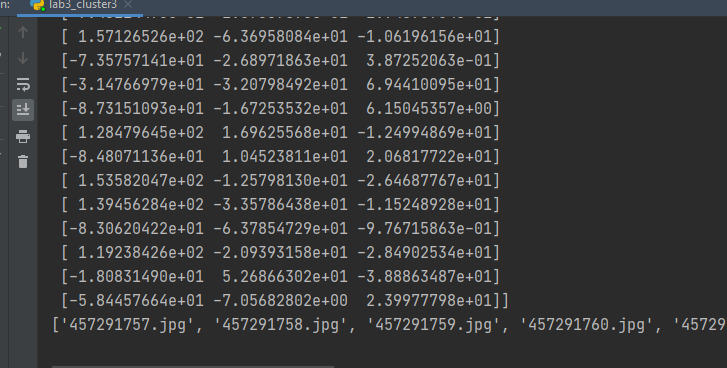 n: lab3_cluster3 ×
[ 1.57126526e+02 -6.36958084e+01 -1.06196156e+01]
[-7.35757141e+01 -2.68971863e+01 3.87252063e-01]
[-3.14766979e+01 -3.20798492e+01 6.94410095e+01]
[-8.73151093e+01 -1.67253532e+01 6.15045357e+00]
[ 1.28479645e+02 1.69625568e+01 -1.24994869e+01]
[-8.48071136e+01 1.04523811e+01 2.06817722e+01]
[ 1.53582047e+02 -1.25798130e+01 -2.64687767e+01]
[ 1.39456284e+02 -3.35786438e+01 -1.15248928e+01]
[-8.30620422e+01 -6.37854729e+01 -9.76715863e-01]
[ 1.19238426e+02 -2.09393158e+01 -2.84902534e+01]
[-1.80831490e+01 5.26866302e+01 -3.88863487e+01]
[-5.84457664e+01 -7.05682802e+00 2.39977798e+01]]
['457291757.jpg', '457291758.jpg', '457291759.jpg', '457291760.jpg', '45729